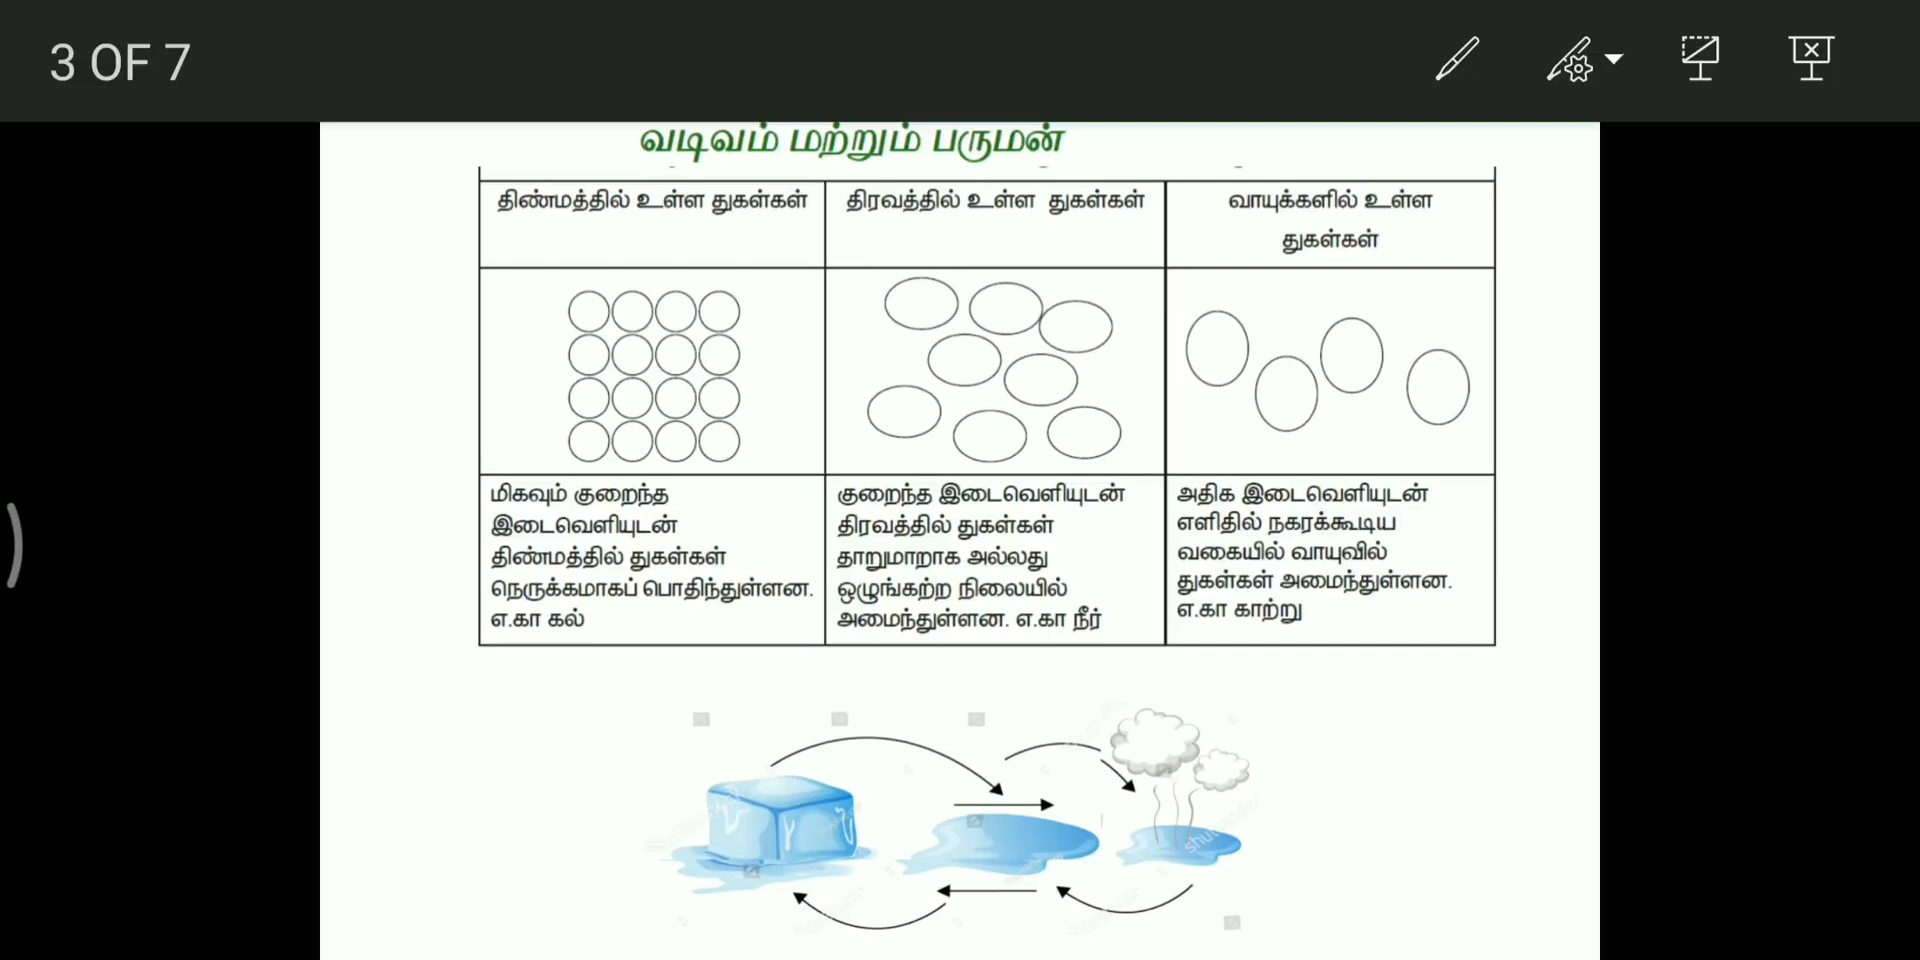 3 OF 7
வடிவம் மற்றும் பருமன்
திண்மத்தில் உள்ள துகள்கள்
திரவத்தில் உள்ள துகள்கள்
வாயுக்களில் உள்ள
துகள்கள்
மிகவும் குறைந்த
இடைவெளியுடன்
திண்மத்தில் துகள்கள்
நெருக்கமாகப் பொதிந்துள்ளன.
எ.கா கல்
குறைந்த இடைவெளியுடன்
திரவத்தில் துகள்கள்
தாறுமாறாக அல்லது
ஒழுங்கற்ற நிலையில்
அமைந்துள்ளன. எ.கா நீர்
அதிக இடைவெளியுடன்
எளிதில் நகரக்கூடிய
வகையில் வாயுவில்
துகள்கள் அமைந்துள்ளன.
எ.கா காற்று